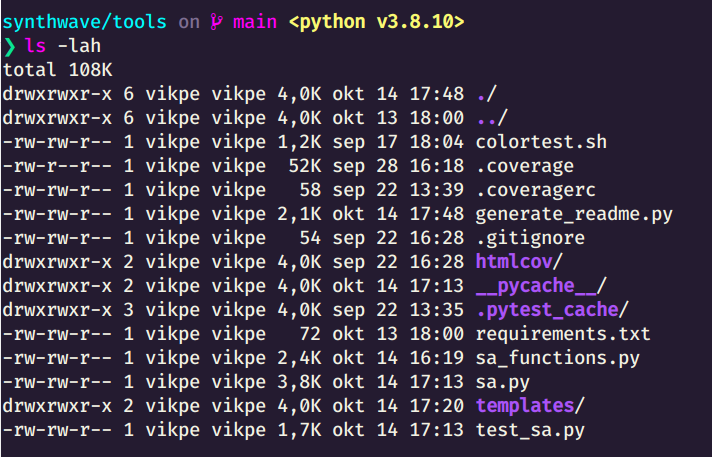 synthwave/tools on main <python v3.8.10>
❯ ls -lah
total 108K
drwxrwxr-x 6 vikpe vikpe 4,0K okt 14 17:48 ./
drwxrwxr-x 6 vikpe vikpe 4,0K okt 13 18:00 ../
-rw-rw-r-- 1 vikpe vikpe 1,2K sep 17 18:04 colortest.sh
-rw-r--r-- 1 vikpe vikpe  52K sep 28 16:18 .coverage
-rw-rw-r-- 1 vikpe vikpe   58 sep 22 13:39 .coveragerc
-rw-rw-r-- 1 vikpe vikpe 2,1K okt 14 17:48 generate_readme.py
-rw-rw-r-- 1 vikpe vikpe   54 sep 22 16:28 .gitignore
drwxrwxr-x 2 vikpe vikpe 4,0K sep 22 16:28 htmlcov/
drwxrwxr-x 2 vikpe vikpe 4,0K okt 14 17:13 __pycache__/
drwxrwxr-x 3 vikpe vikpe 4,0K sep 22 13:35 .pytest_cache/
-rw-rw-r-- 1 vikpe vikpe   72 okt 13 18:00 requirements.txt
-rw-rw-r-- 1 vikpe vikpe 2,4K okt 14 16:19 sa_functions.py
-rw-rw-r-- 1 vikpe vikpe 3,8K okt 14 17:13 sa.py
drwxrwxr-x 2 vikpe vikpe 4,0K okt 14 17:20 templates/
-rw-rw-r-- 1 vikpe vikpe 1,7K okt 14 17:13 test_sa.py